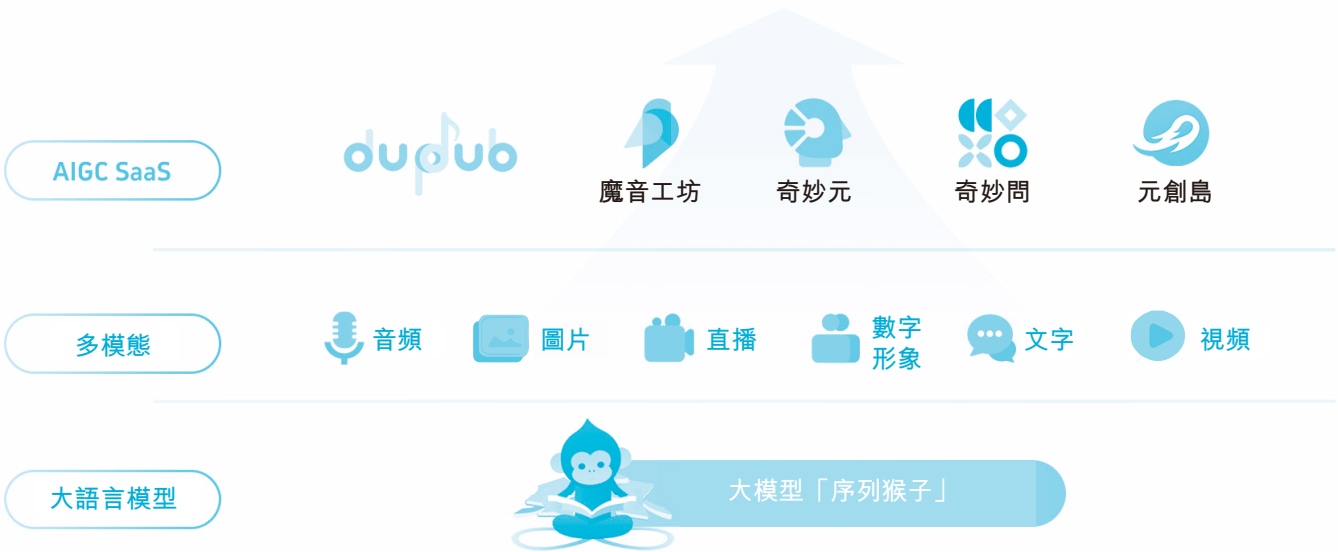 AIGC SaaS
dupdub
魔音工坊
奇妙元
奇妙問
元創島
多模態
音頻
圖片
直播
數字
形象
文字
視頻
大語言模型
大模型「序列猴子」